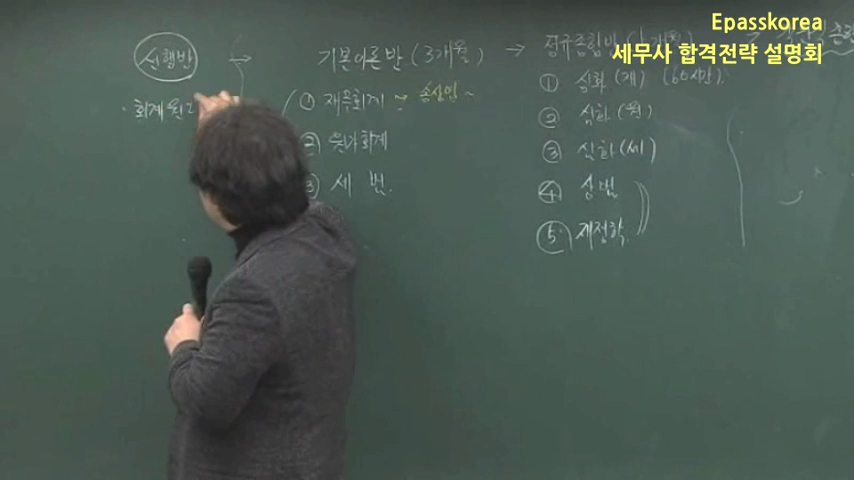 Epasskorea
세무사 합격전략 설명회
선행반 → 기본이론반 (3개월) → 정규종합반
· 회계원리
① 재무회계 → 송상엽 ~
② 원가회계
③ 세법.
① 심화 (재) (60시간)
② 심화 (원)
③ 심화 (세)
④ 상법
⑤ 재정학.